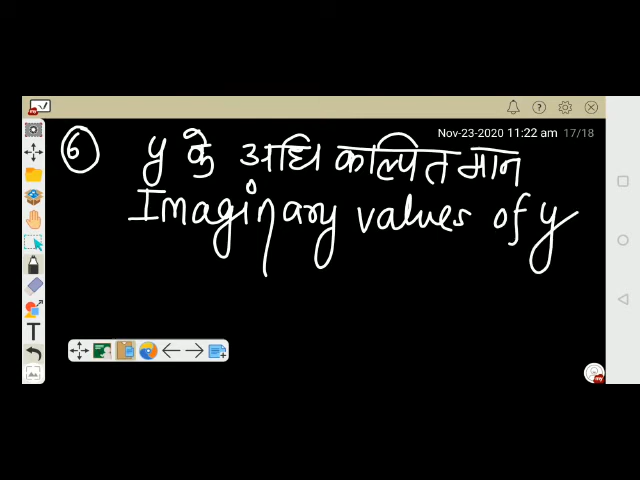 Nov-23-2020 11:22 am 17/18
6 y के अधि कल्पित मान
Imaginary values of y
T